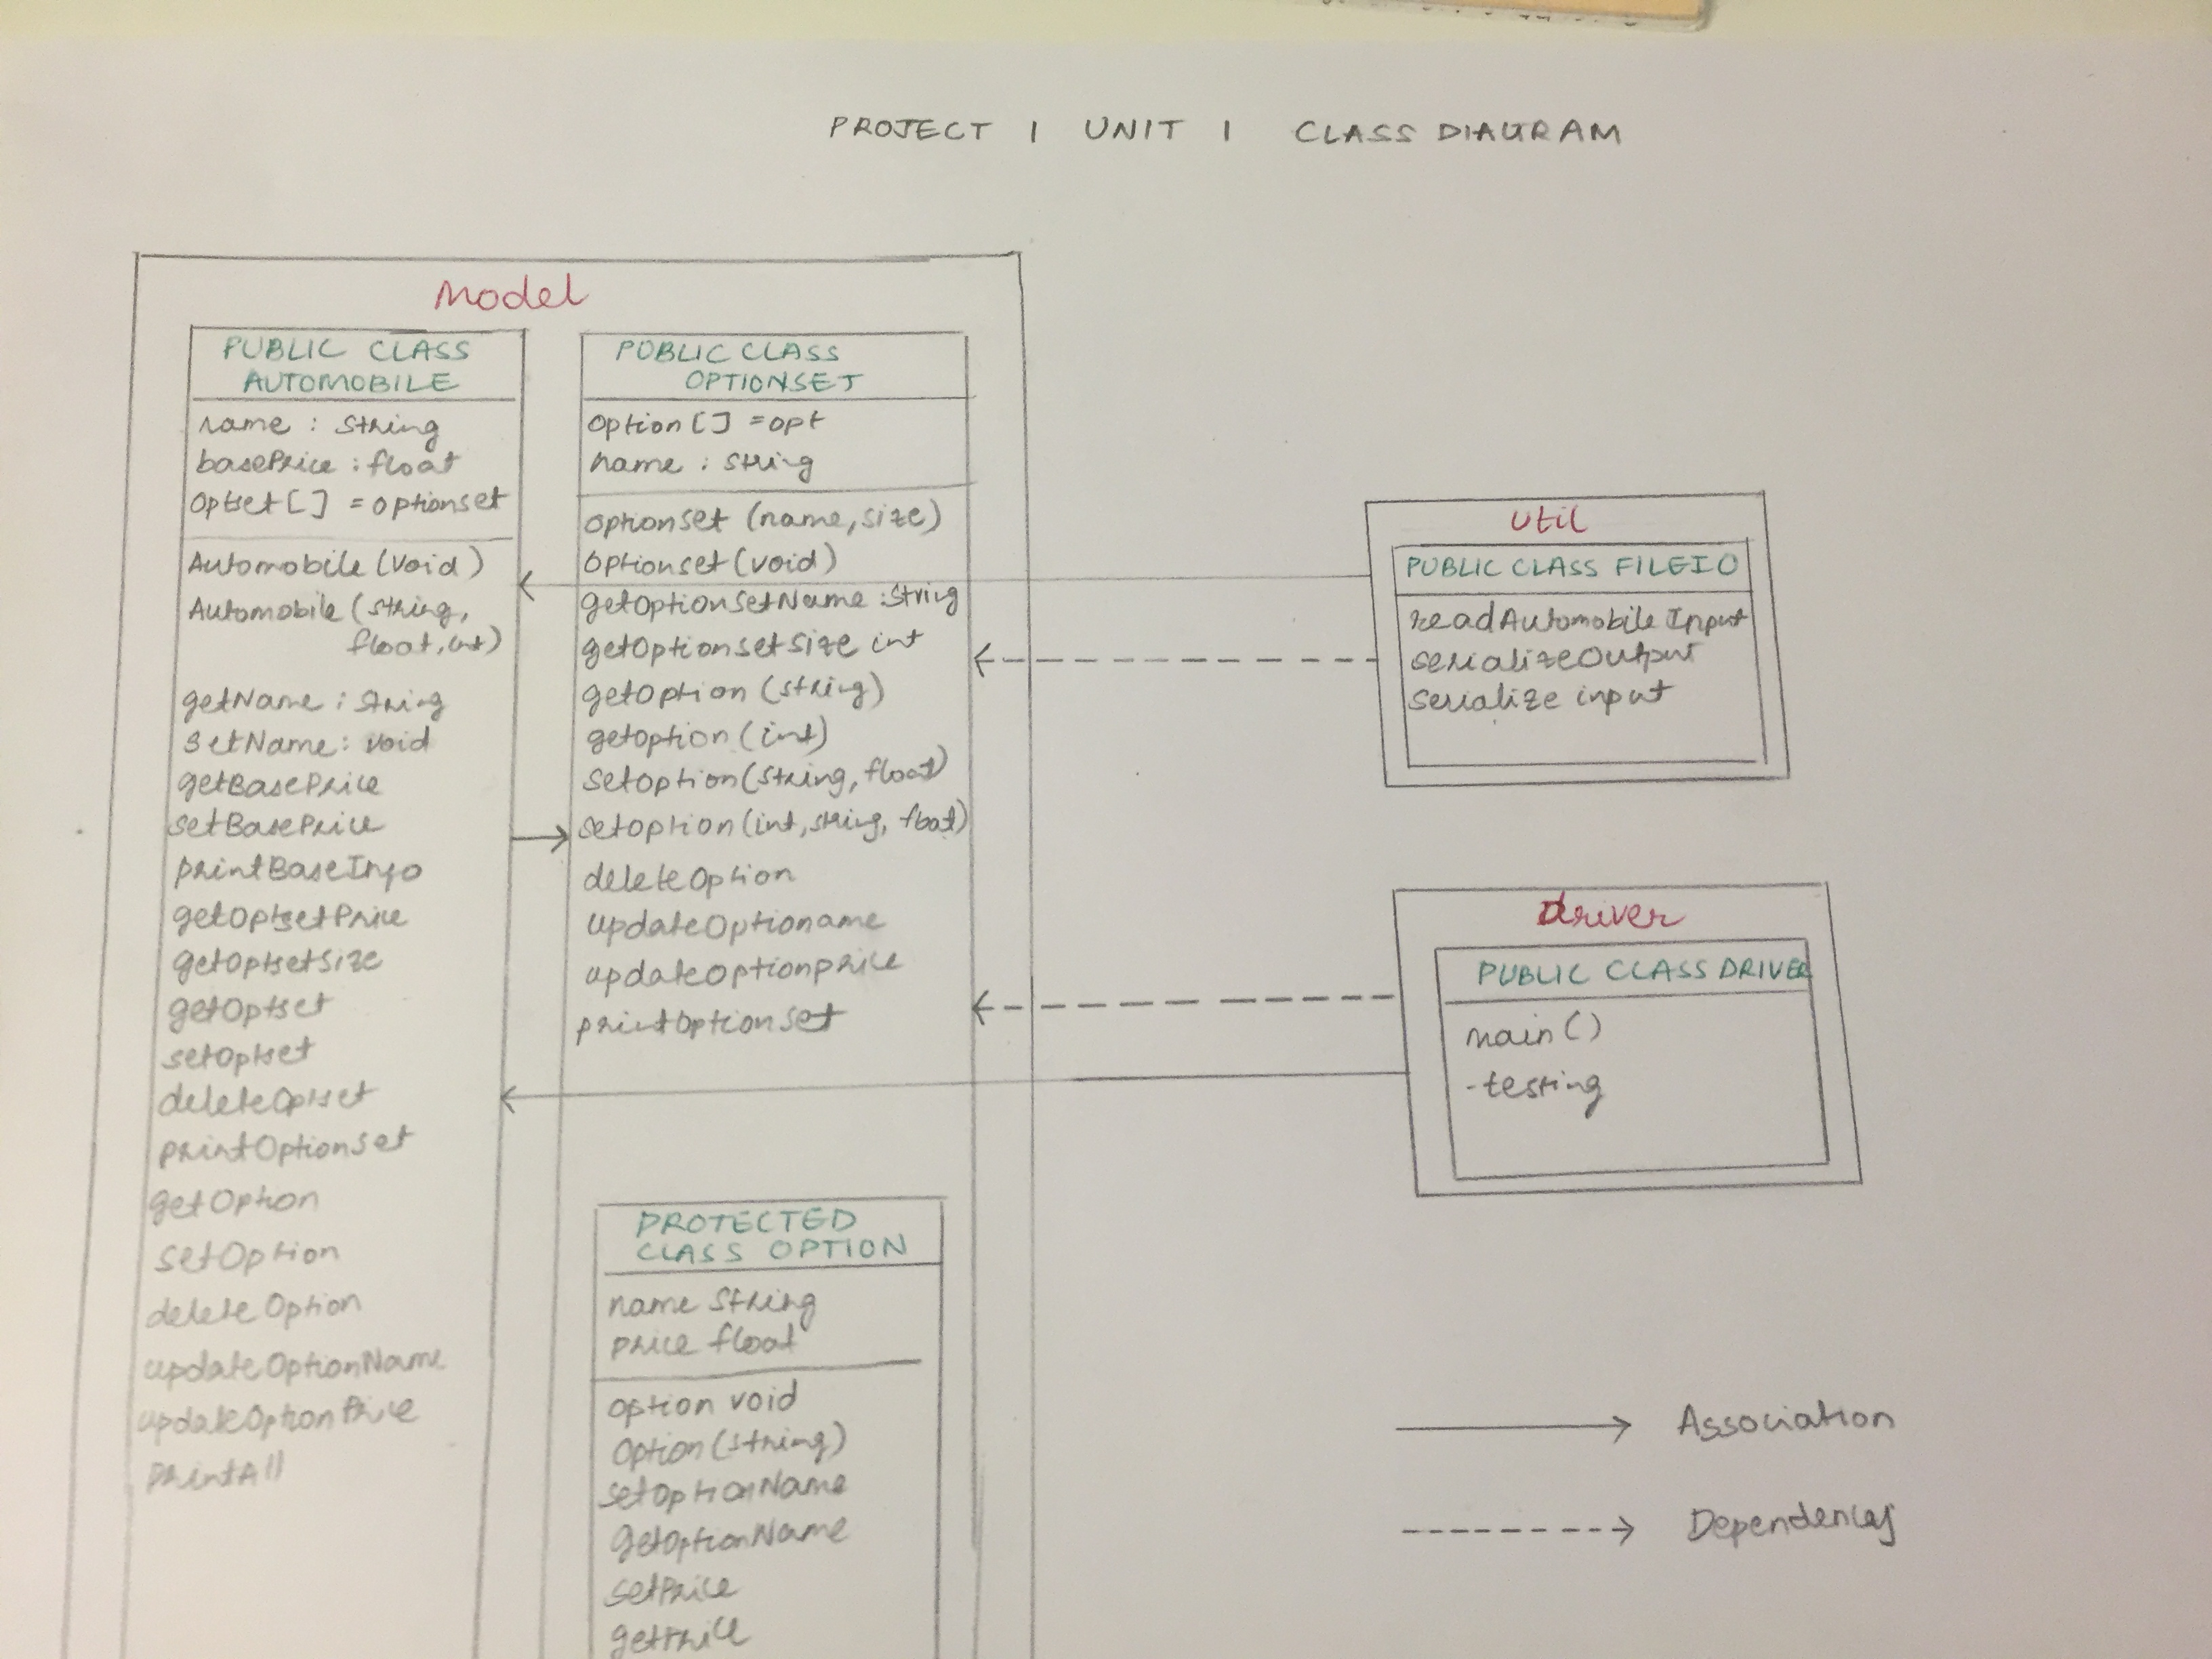 PROJECT 1 UNIT 1 CLASS DIAGRAM
Model
PUBLIC CLASS
AUTOMOBILE
name : string
basePrice : float
opset[] = optionset
Automobile (void)
Automobile (string,
float, int)
getName : string
setName : void
getBasePrice
setBasePrice
printBaseInfo
getOptsetPrice
getOptsetSize
getOptset
setOptset
deleteOptset
printOptionset
getOption
setOption
deleteOption
updateOptionName
updateOptionPrice
printAll
PUBLIC CLASS
OPTIONSET
option[] = opt
name : string
optionset (name, size)
optionset (void)
getOptionsetName : string
getOptionsetsize int
getOption (string)
getoption (int)
setOption (string, float)
setoption (int, string, float)
deleteOption
updateOptioname
updateOptionprice
printoptionset
PROTECTED
CLASS OPTION
name string
price float
option void
option (string)
setOptionName
getOptionName
setPrice
getPrice
util
PUBLIC CLASS FILEIO
readAutomobileInput
serializeOutput
serialize input
driver
PUBLIC CLASS DRIVER
main()
-testing
Association
Dependency